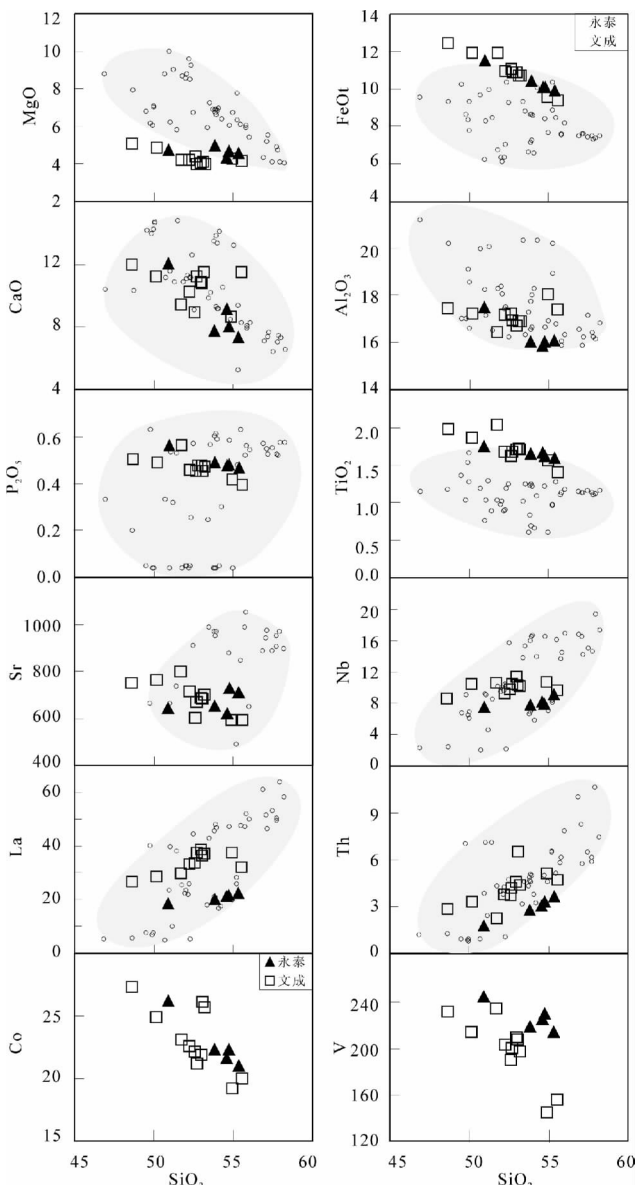 MgO
10
8
6
4
2
FeOt
14
12
10
8
6
4
永泰
文成
CaO
12
8
4
Al₂O₃
20
18
16
14
P₂O₅
0.6
0.4
0.2
0.0
TiO₂
2.0
1.5
1.0
0.5
0.0
Sr
1000
800
600
400
Nb
20
16
12
8
4
0
La
60
40
20
0
Th
9
6
3
0
Co
25
20
15
▲永泰
□文成
V
240
200
160
120
45 50 55 60
SiO₂
45 50 55 60
SiO₂